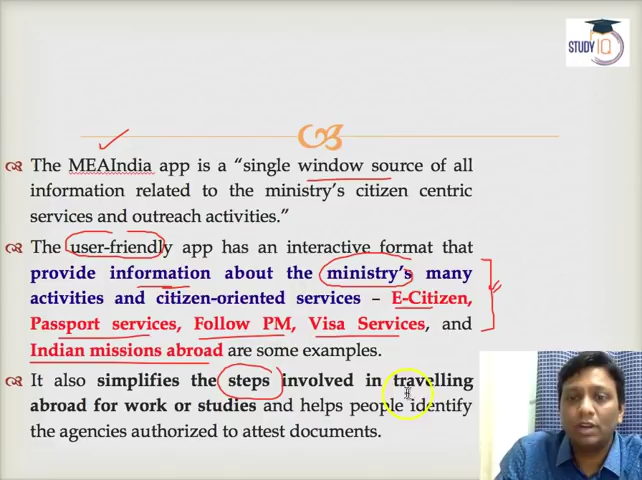 STUDY IQ
The MEAIndia app is a “single window source of all
information related to the ministry’s citizen centric
services and outreach activities.”
The user-friendly app has an interactive format that
provide information about the ministry’s many
activities and citizen-oriented services – E-Citizen,
Passport services, Follow PM, Visa Services, and
Indian missions abroad are some examples.
It also simplifies the steps involved in travelling
abroad for work or studies and helps people identify
the agencies authorized to attest documents.